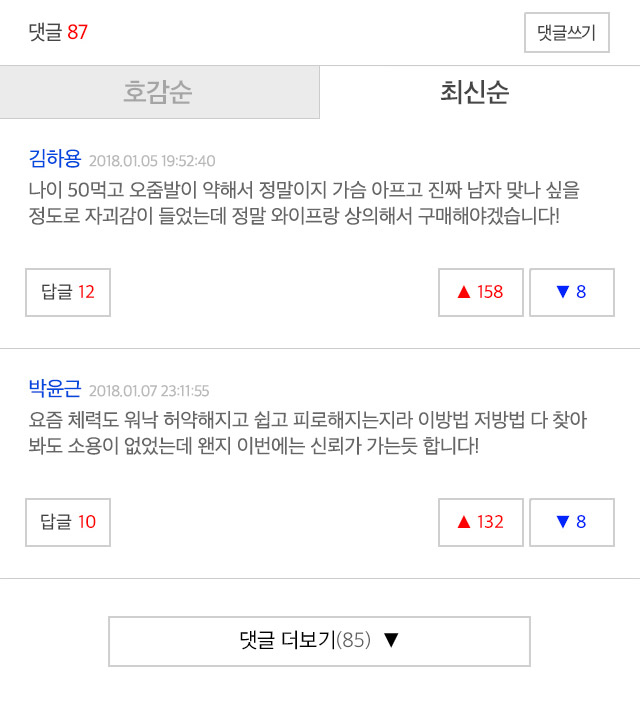 댓글 87
댓글쓰기
호감순
최신순
김하용 2018.01.05 19:52:40
나이 50먹고 오줌발이 약해서 정말이지 가슴 아프고 진짜 남자 맞나 싶을
정도로 자괴감이 들었는데 정말 와이프랑 상의해서 구매해야겠습니다!
답글 12
▲ 158
▼ 8
박윤근 2018.01.07 23:11:55
요즘 체력도 워낙 허약해지고 쉽고 피로해지는지라 이방법 저방법 다 찾아
봐도 소용이 없었는데 왠지 이번에는 신뢰가 가는듯 합니다!
답글 10
▲ 132
▼ 8
댓글 더보기(85) ▼